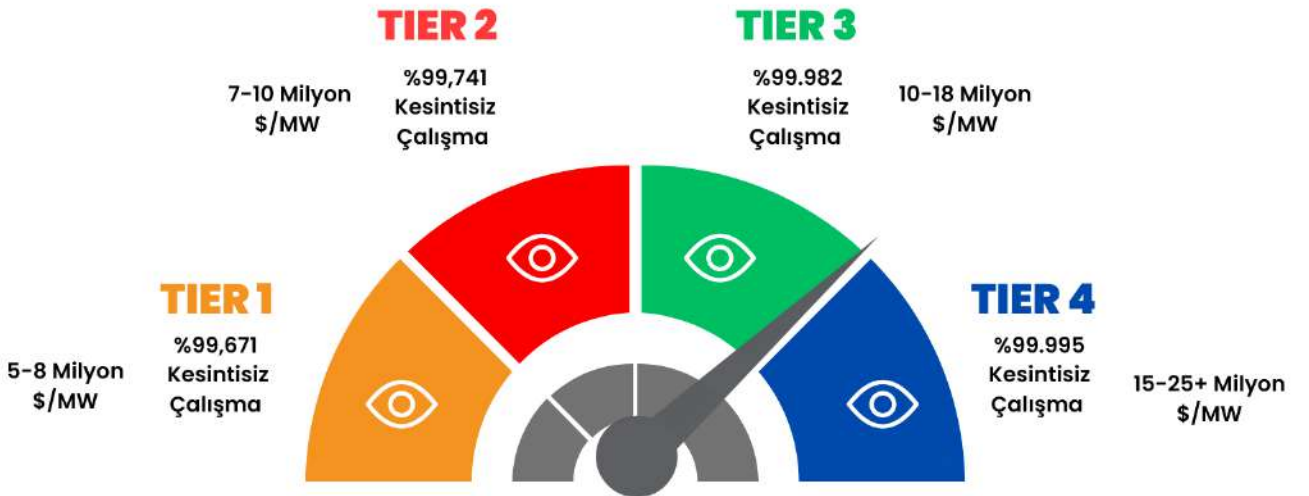 TIER 2
%99,741
Kesintisiz
Çalışma
7-10 Milyon
$/MW
TIER 3
%99.982
Kesintisiz
Çalışma
10-18 Milyon
$/MW
TIER 1
%99,671
Kesintisiz
Çalışma
5-8 Milyon
$/MW
TIER 4
%99.995
Kesintisiz
Çalışma
15-25+ Milyon
$/MW